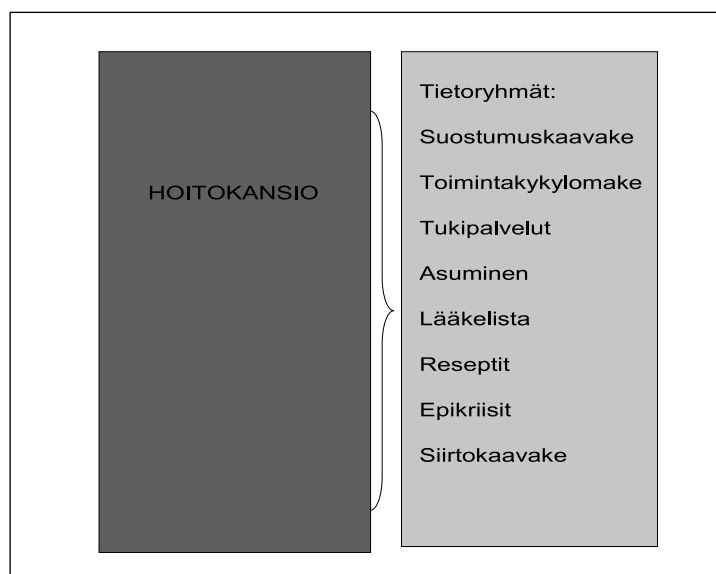 HOITOKANSIO
Tietoryhmät:
Suostumuskaavake
Toimintakykylomake
Tukipalvelut
Asuminen
Lääkelista
Reseptit
Epikriisit
Siirtokaavake